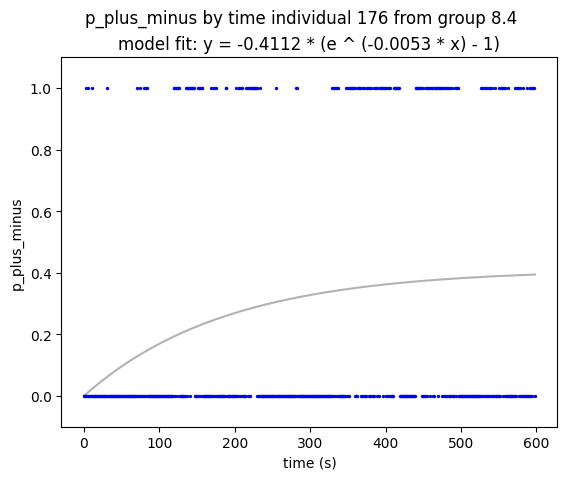 p_plus_minus by time individual 176 from group 8.4
model fit: y = -0.4112 * (e ^ (-0.0053 * x) - 1)
1.0
0.8
0.6
0.4
0.2
0.0
p_plus_minus
0 100 200 300 400 500 600
time (s)